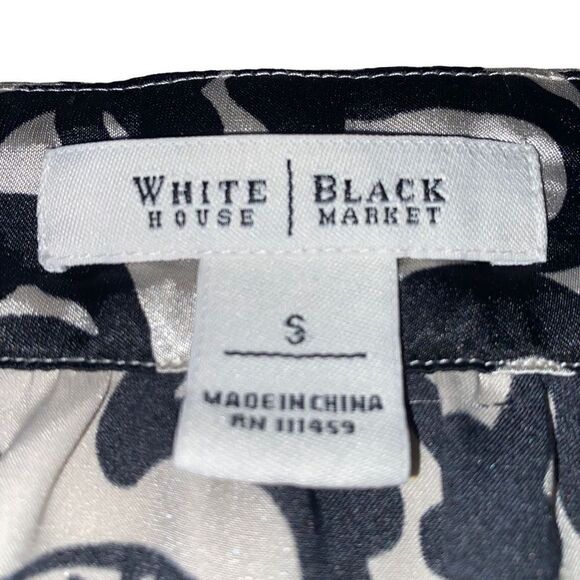 WHITE | BLACK
HOUSE | MARKET
S
MADE IN CHINA
RN 111459